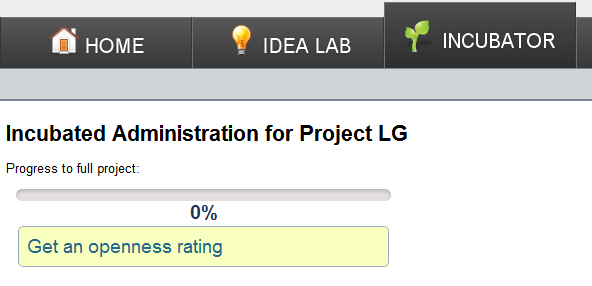 HOME IDEA LAB INCUBATOR
Incubated Administration for Project LG
Progress to full project:
0%
Get an openness rating